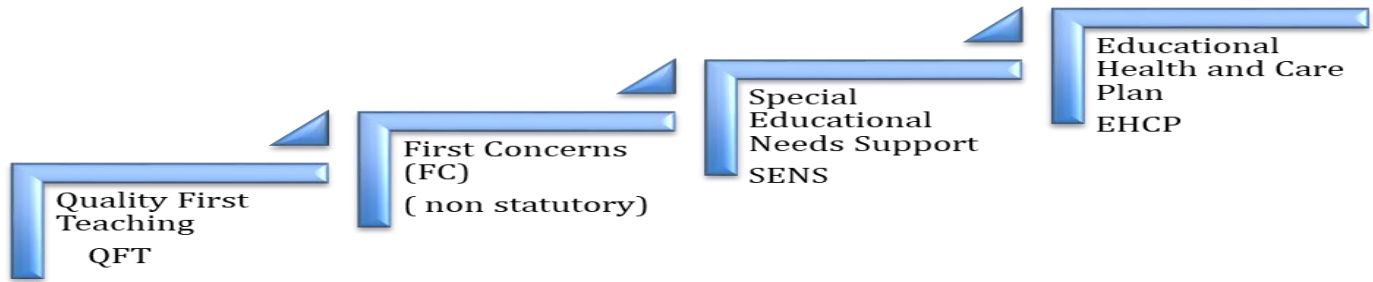 Quality First
Teaching
QFT
First Concerns
(FC)
( non statutory)
Special
Educational
Needs Support
SENS
Educational
Health and Care
Plan
EHCP